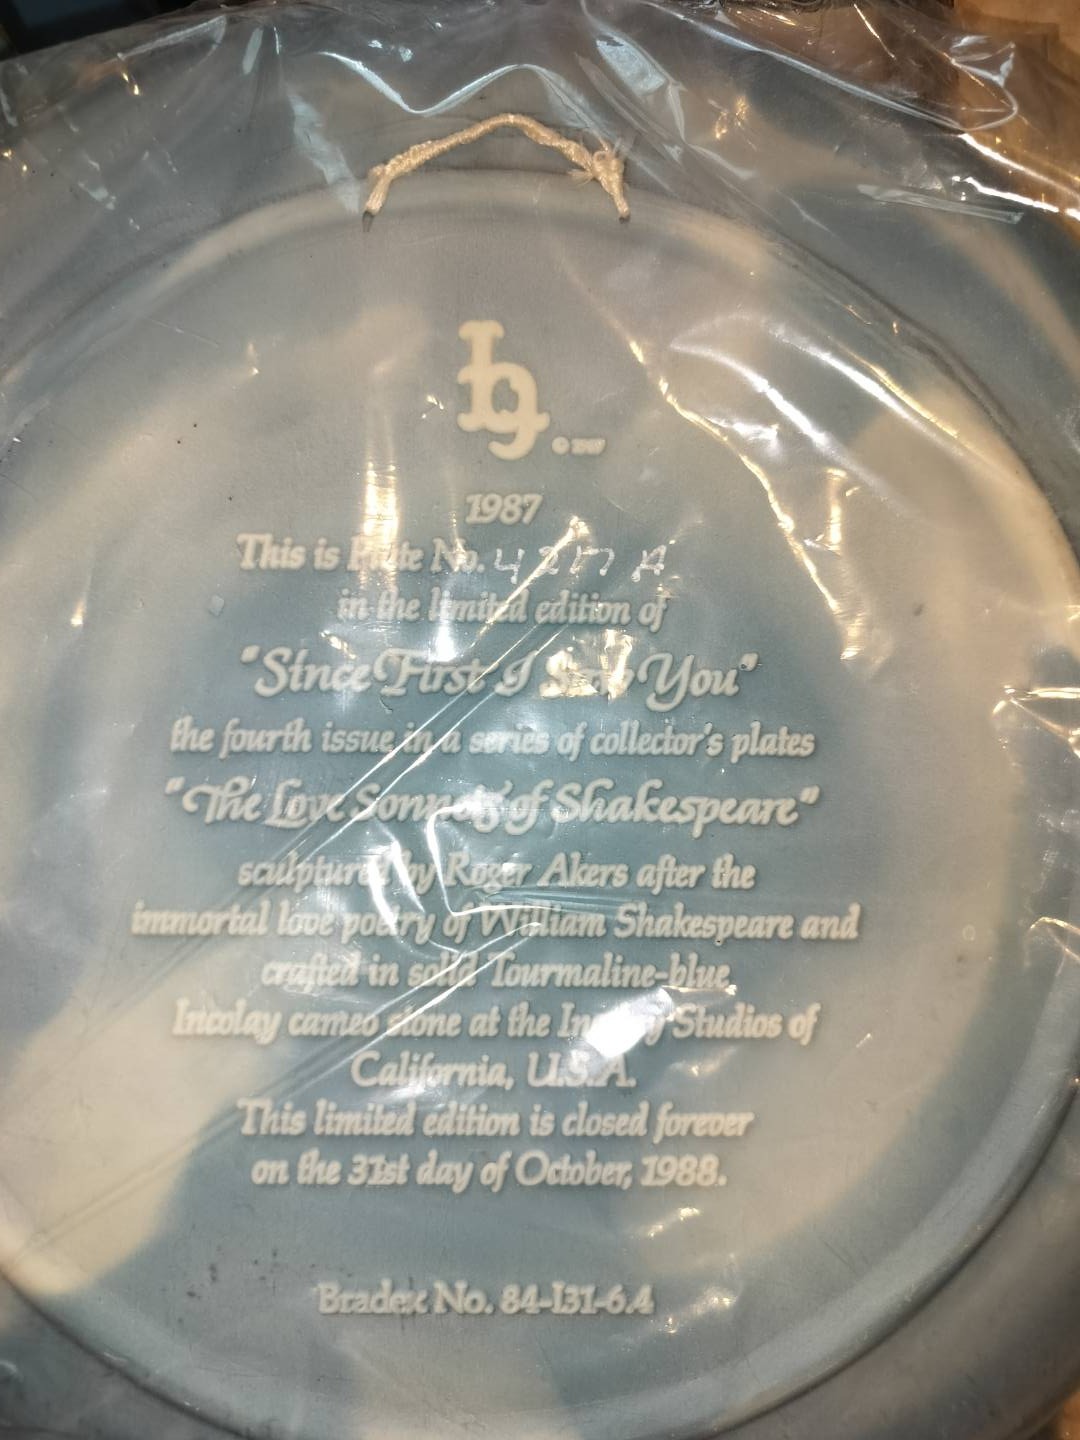 © 1987
1987
This is Plate No. 4217 A
in the limited edition of
"Since First I Saw You"
the fourth issue in a series of collector's plates
"The Love Sonnets of Shakespeare"
sculptured by Roger Akers after the
immortal love poetry of William Shakespeare and
crafted in solid Tourmaline-blue
Incolay cameo stone at the Incolay Studios of
California, U.S.A.
This limited edition is closed forever
on the 31st day of October, 1988.
Bradex No. 84-I31-6.4